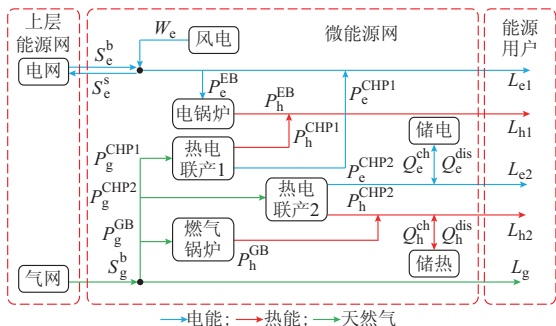 上层
能源网
微能源网
能源
用户
W_e
风电
电网
S_e^b
S_e^s
L_e1
P_e^EB
P_h^EB
P_e^CHP1
电锅炉
L_h1
P_h^CHP1
储电
P_g^CHP1
热电
联产1
P_e^CHP2
Q_e^ch
Q_e^dis
L_e2
P_g^CHP2
热电
联产2
P_h^CHP2
L_h2
P_g^GB
燃气
锅炉
P_h^GB
Q_h^ch
Q_h^dis
气网
S_g^b
储热
L_g
电能; 热能; 天然气